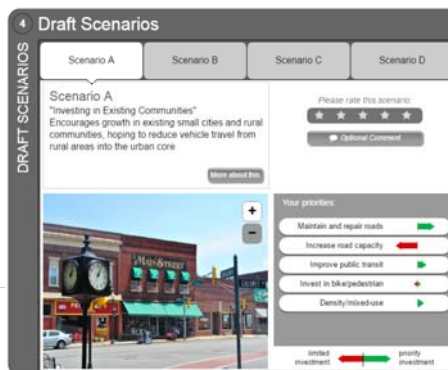 4 Draft Scenarios
DRAFT SCENARIOS
Scenario A
Scenario B
Scenario C
Scenario D
Scenario A
"Investing in Existing Communities"
Encourages growth in existing small cities and rural
communities, hoping to reduce vehicle travel from
rural areas into the urban core
More about this
Please rate this scenario:
Optional Comment
+
−
MAIN STREET
Your priorities:
Maintain and repair roads
Increase road capacity
Improve public transit
Invest in bike/pedestrian
Density/mixed-use
limited
investment
priority
investment